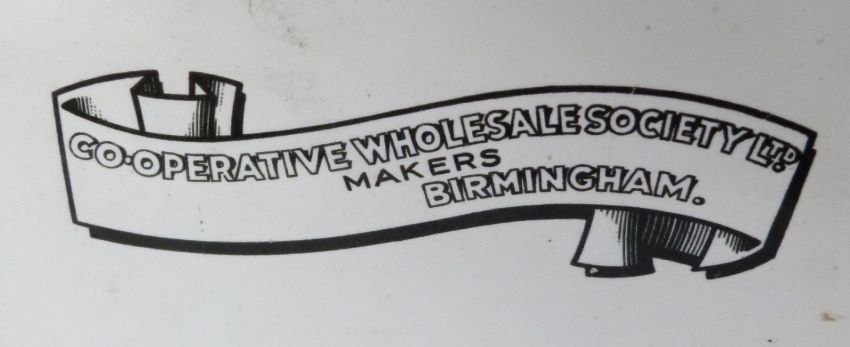 CO·OPERATIVE WHOLESALE SOCIETY LTD.
MAKERS
BIRMINGHAM.